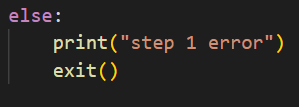 else:
    print("step 1 error")
    exit()